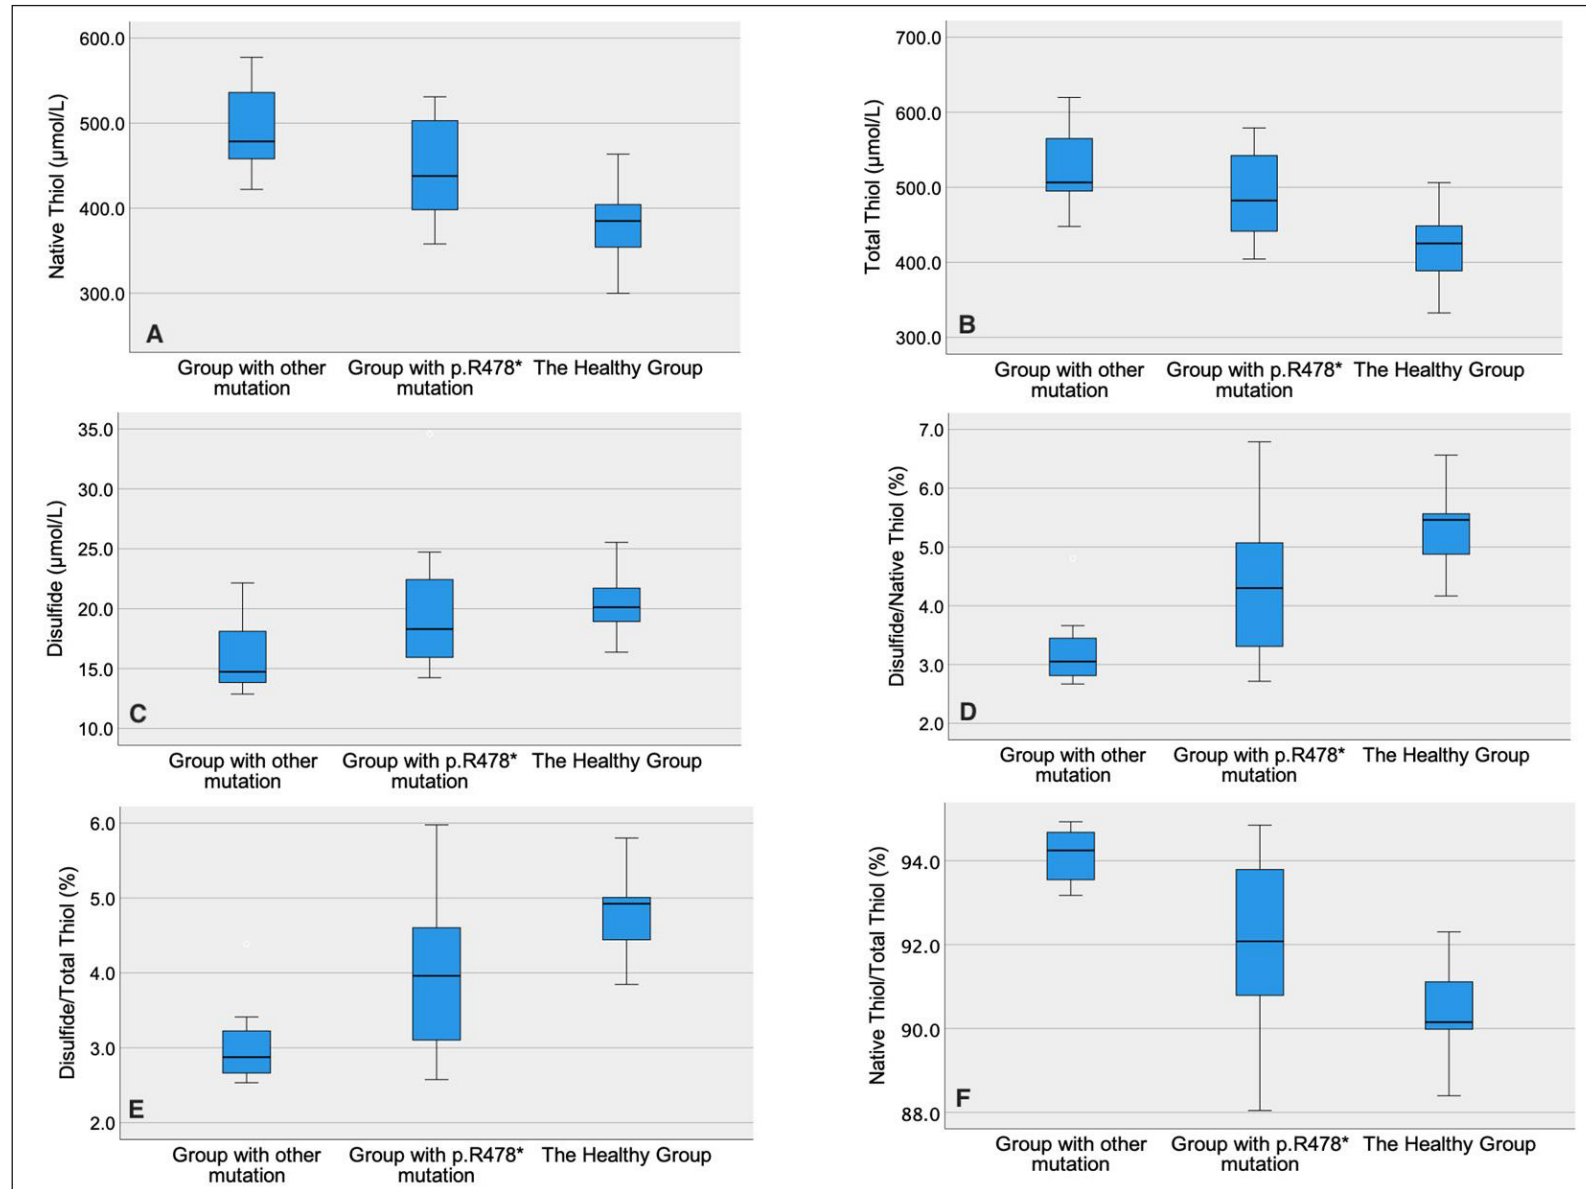 Native Thiol (µmol/L)
600.0
500.0
400.0
300.0
A
Group with other mutation
Group with p.R478* mutation
The Healthy Group
Total Thiol (µmol/L)
700.0
600.0
500.0
400.0
300.0
B
Group with other mutation
Group with p.R478* mutation
The Healthy Group
Disulfide (µmol/L)
35.0
30.0
25.0
20.0
15.0
10.0
C
Group with other mutation
Group with p.R478* mutation
The Healthy Group
Disulfide/Native Thiol (%)
7.0
6.0
5.0
4.0
3.0
2.0
D
Group with other mutation
Group with p.R478* mutation
The Healthy Group
Disulfide/Total Thiol (%)
6.0
5.0
4.0
3.0
2.0
E
Group with other mutation
Group with p.R478* mutation
The Healthy Group
Native Thiol/Total Thiol (%)
94.0
92.0
90.0
88.0
F
Group with other mutation
Group with p.R478* mutation
The Healthy Group